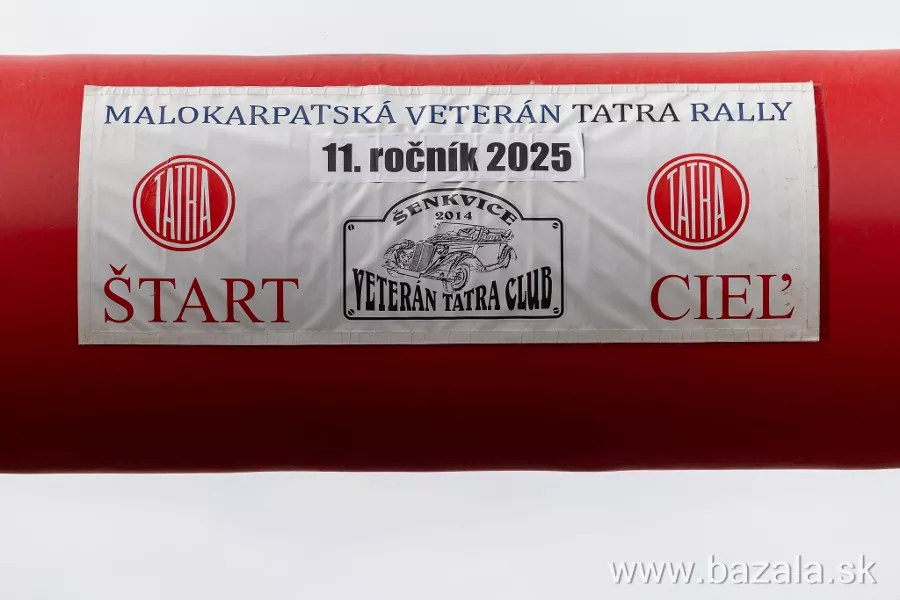 MALOKARPATSKÁ VETERÁN TATRA RALLY
11. ročník 2025
TATRA
TATRA
ŠENKVICE
2014
VETERÁN TATRA CLUB
ŠTART
CIEĽ
www.bazala.sk